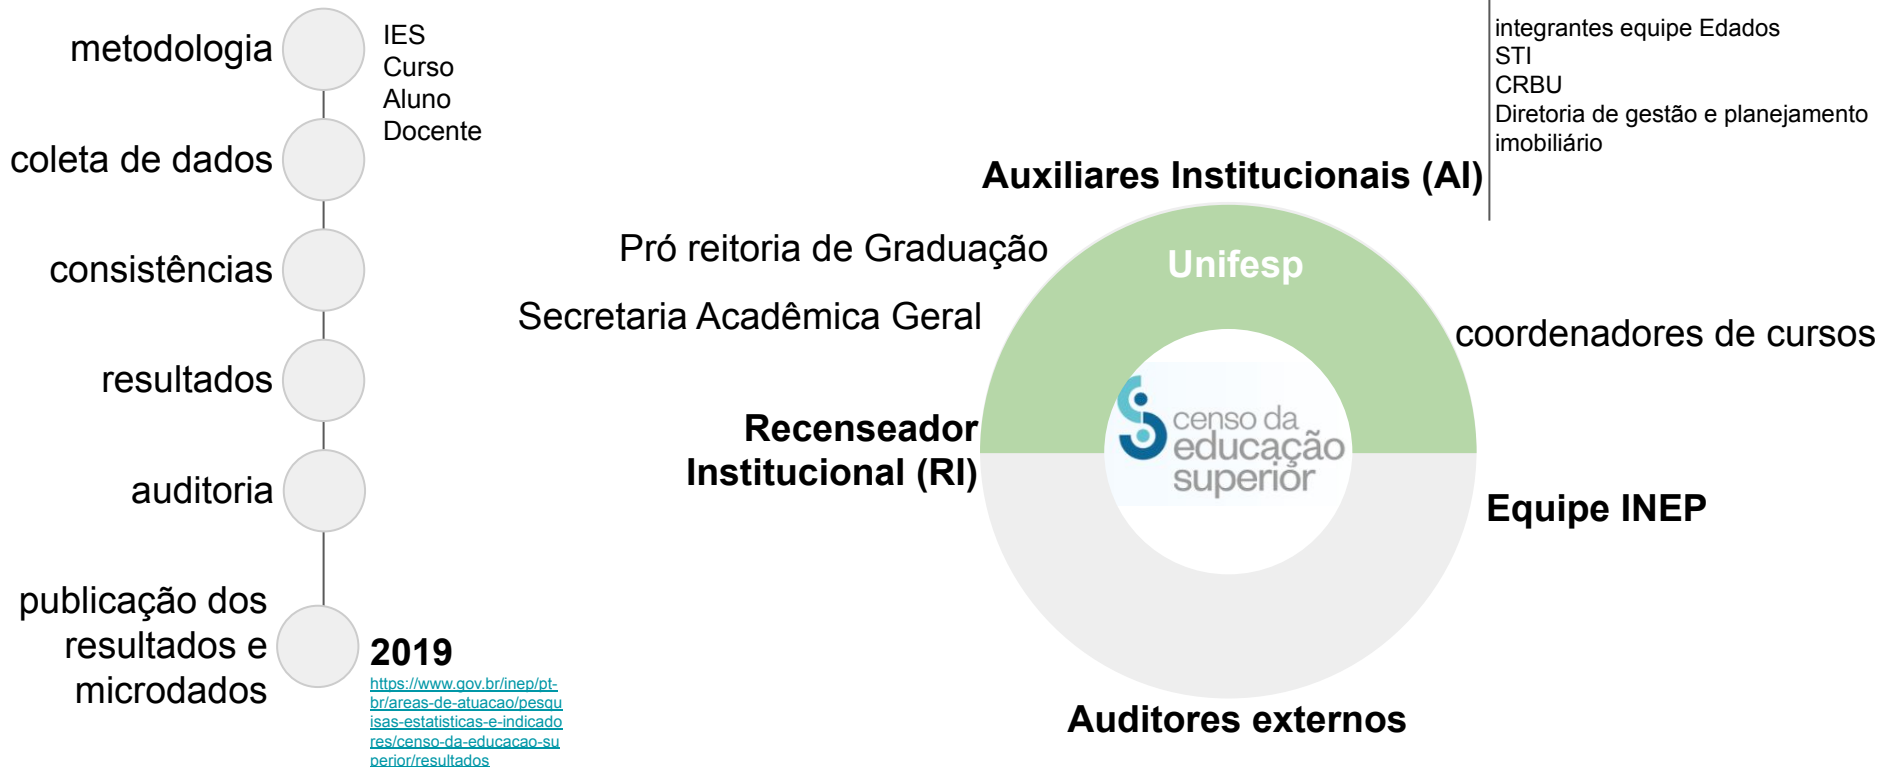 metodologia
IES
Curso
Aluno
Docente
coleta de dados
consistências
resultados
auditoria
publicação dos
resultados e
microdados
2019
https://www.gov.br/inep/pt-
br/areas-de-atuacao/pesqu
isas-estatisticas-e-indicado
res/censo-da-educacao-su
perior/resultados
integrantes equipe Edados
STI
CRBU
Diretoria de gestão e planejamento
imobiliário
Auxiliares Institucionais (AI)
Pró reitoria de Graduação
Unifesp
Secretaria Acadêmica Geral
coordenadores de cursos
Recenseador
Institucional (RI)
censo da
educação
superior
Equipe INEP
Auditores externos